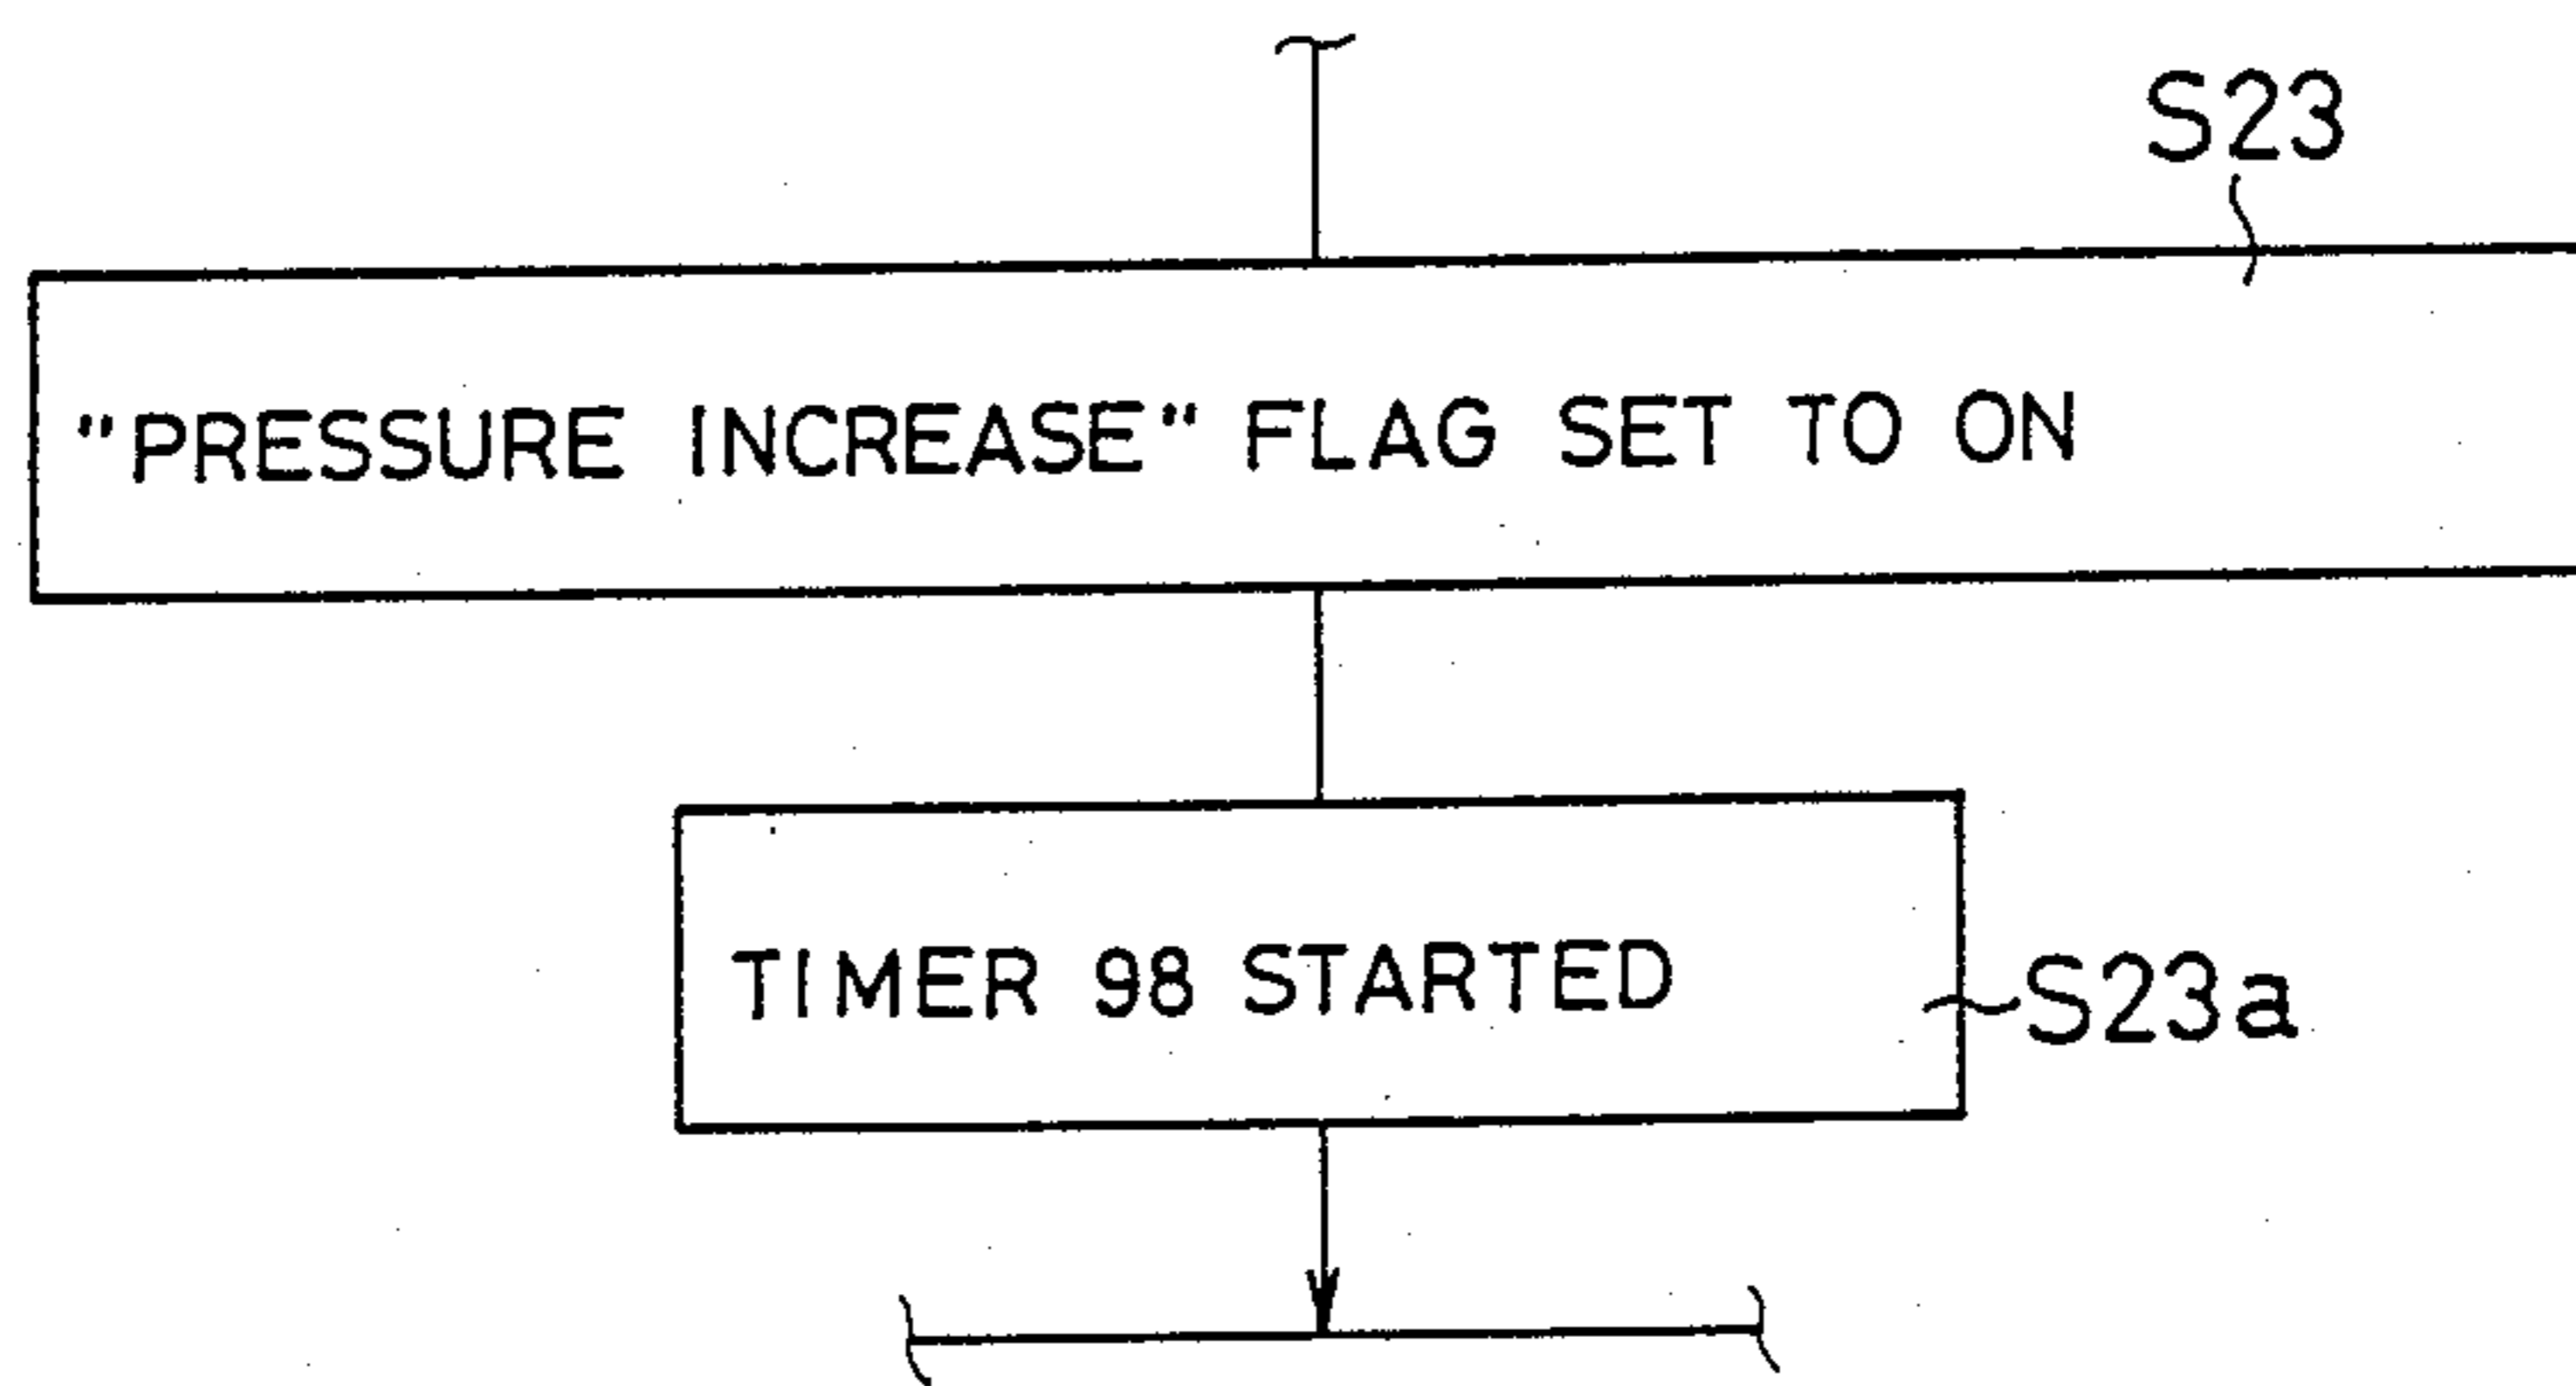 S23
"PRESSURE INCREASE" FLAG SET TO ON
TIMER 98 STARTED
S23a